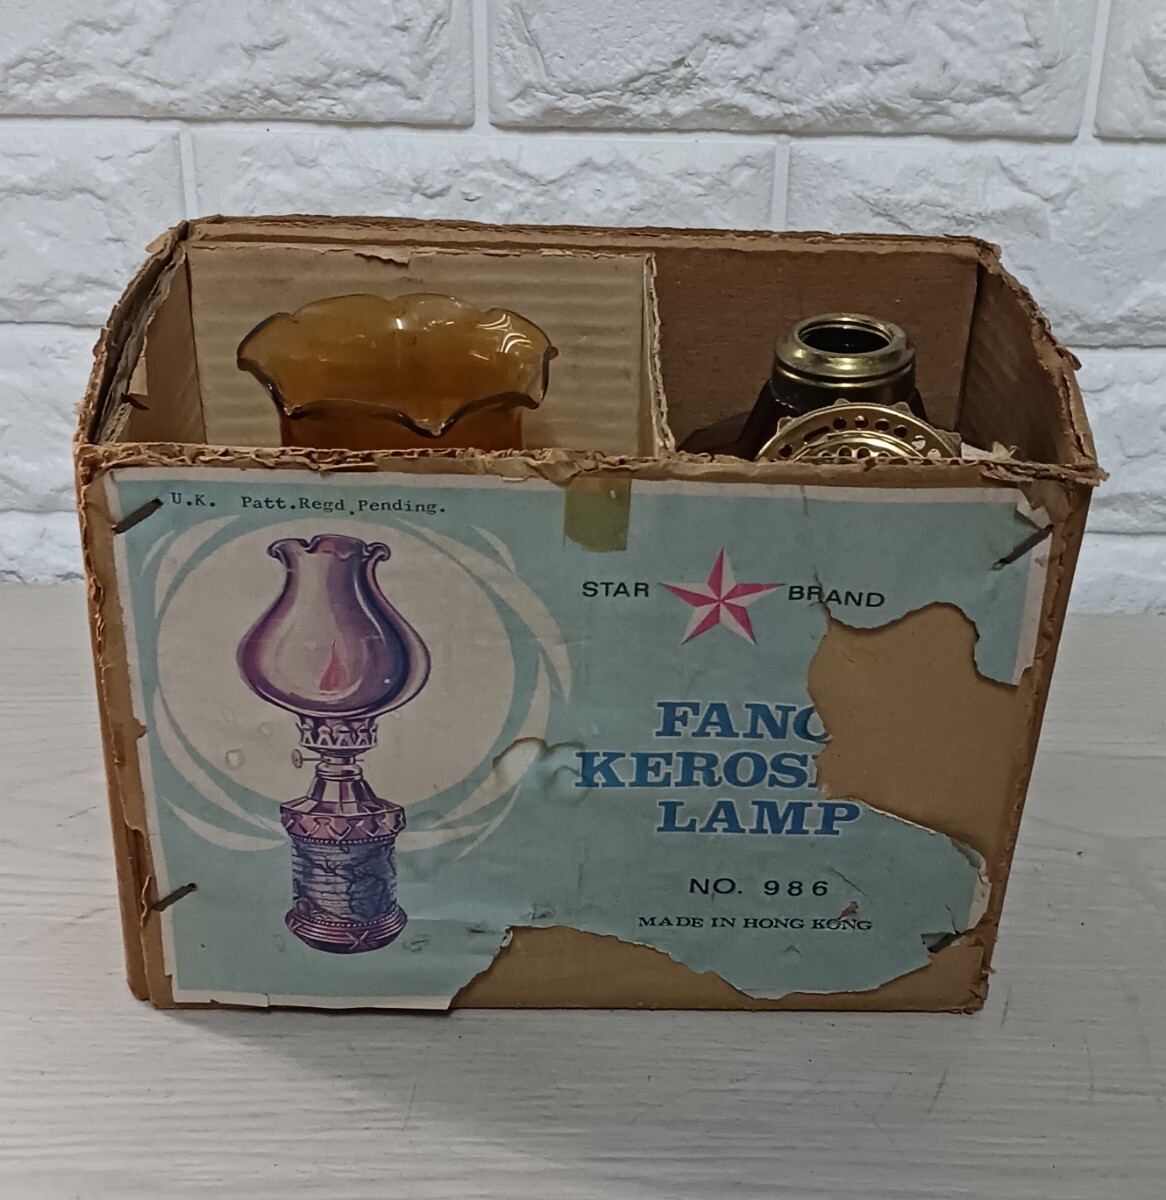 U.K. Patt.Regd.Pending.
STAR BRAND
FANC
KEROS
LAMP
NO. 986
MADE IN HONG KONG